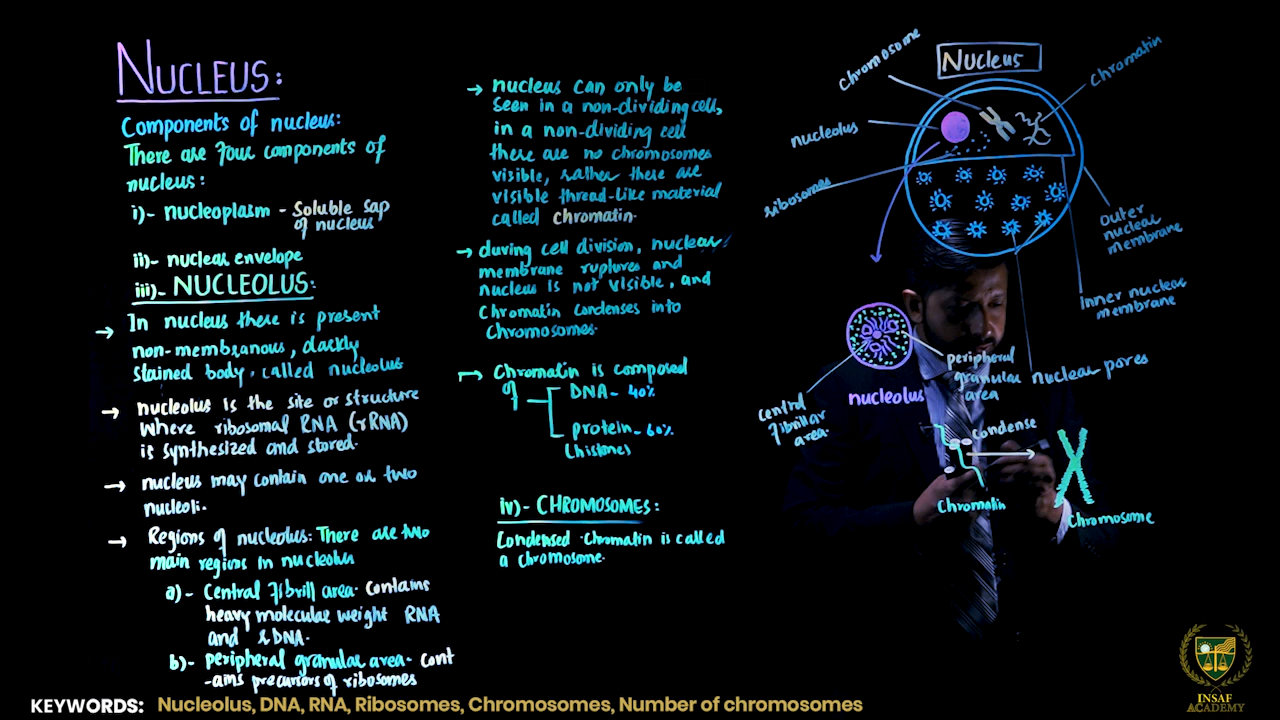 NUCLEUS:
Components of nucleus:
There are four components of
nucleus:
i)- nucleoplasm - Soluble sap
of nucleus
ii)- nuclear envelope
iii)- NUCLEOLUS:
→ In nucleus there is present
non-membranous, darkly
stained body, called nucleolus
→ nucleolus is the site or structure
where ribosomal RNA (rRNA)
is synthesized and stored.
→ nucleus may contain one or two
nucleoli.
→ Regions of nucleolus: There are two
main regions in nucleolus
a)- Central fibrill area. contains
heavy molecular weight RNA
and rDNA.
b)- peripheral granular area- cont
-ains precursors of ribosomes
→ nucleus can only be
seen in a non-dividing cell,
in a non-dividing cell
there are no chromosomes
visible, rather there are
visible thread-like material
called chromatin.
→ during cell division, nuclear
membrane ruptures and
nucleus is not visible, and
chromatin condenses into
chromosomes.
→ Chromatin is composed
of
DNA- 40%
protein- 60%
(histones)
iv)- CHROMOSOMES:
Condensed chromatin is called
a chromosome.
Nucleus
chromosome
chromatin
nucleolus
ribosomes
outer
nuclear
membrane
Inner nuclear
membrane
nuclear pores
peripheral
granular
area
nucleolus
central
fibrillar
area.
condense
Chromatin
Chromosome
KEYWORDS: Nucleolus, DNA, RNA, Ribosomes, Chromosomes, Number of chromosomes
INSAF
ACADEMY